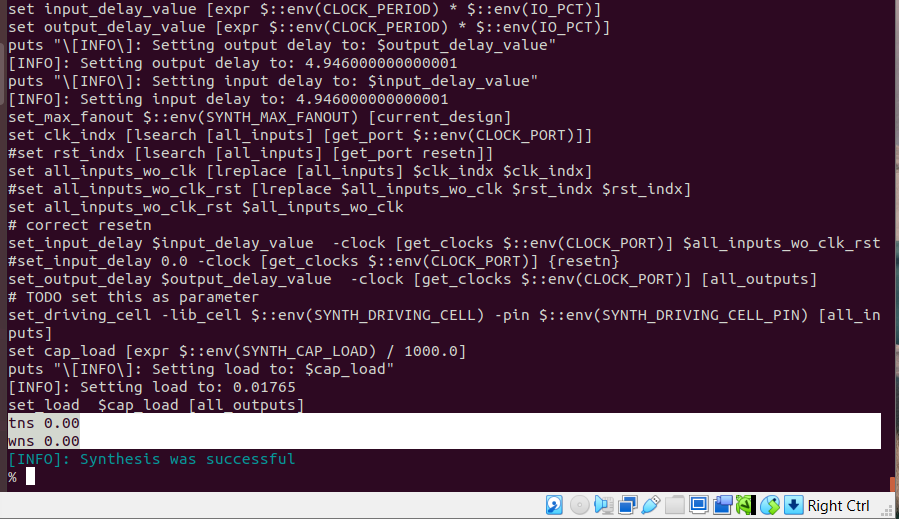 set input_delay_value [expr $::env(CLOCK_PERIOD) * $::env(IO_PCT)]
set output_delay_value [expr $::env(CLOCK_PERIOD) * $::env(IO_PCT)]
puts "\[INFO\]: Setting output delay to: $output_delay_value"
[INFO]: Setting output delay to: 4.946000000000001
puts "\[INFO\]: Setting input delay to: $input_delay_value"
[INFO]: Setting input delay to: 4.946000000000001
set_max_fanout $::env(SYNTH_MAX_FANOUT) [current_design]
set clk_indx [lsearch [all_inputs] [get_port $::env(CLOCK_PORT)]]
#set rst_indx [lsearch [all_inputs] [get_port resetn]]
set all_inputs_wo_clk [lreplace [all_inputs] $clk_indx $clk_indx]
#set all_inputs_wo_clk_rst [lreplace $all_inputs_wo_clk $rst_indx $rst_indx]
set all_inputs_wo_clk_rst $all_inputs_wo_clk
# correct resetn
set_input_delay $input_delay_value  -clock [get_clocks $::env(CLOCK_PORT)] $all_inputs_wo_clk_rst
#set_input_delay 0.0 -clock [get_clocks $::env(CLOCK_PORT)] {resetn}
set_output_delay $output_delay_value  -clock [get_clocks $::env(CLOCK_PORT)] [all_outputs]
# TODO set this as parameter
set_driving_cell -lib_cell $::env(SYNTH_DRIVING_CELL) -pin $::env(SYNTH_DRIVING_CELL_PIN) [all_in
puts]
set cap_load [expr $::env(SYNTH_CAP_LOAD) / 1000.0]
puts "\[INFO\]: Setting load to: $cap_load"
[INFO]: Setting load to: 0.01765
set_load  $cap_load [all_outputs]
tns 0.00
wns 0.00
[INFO]: Synthesis was successful
%
Right Ctrl